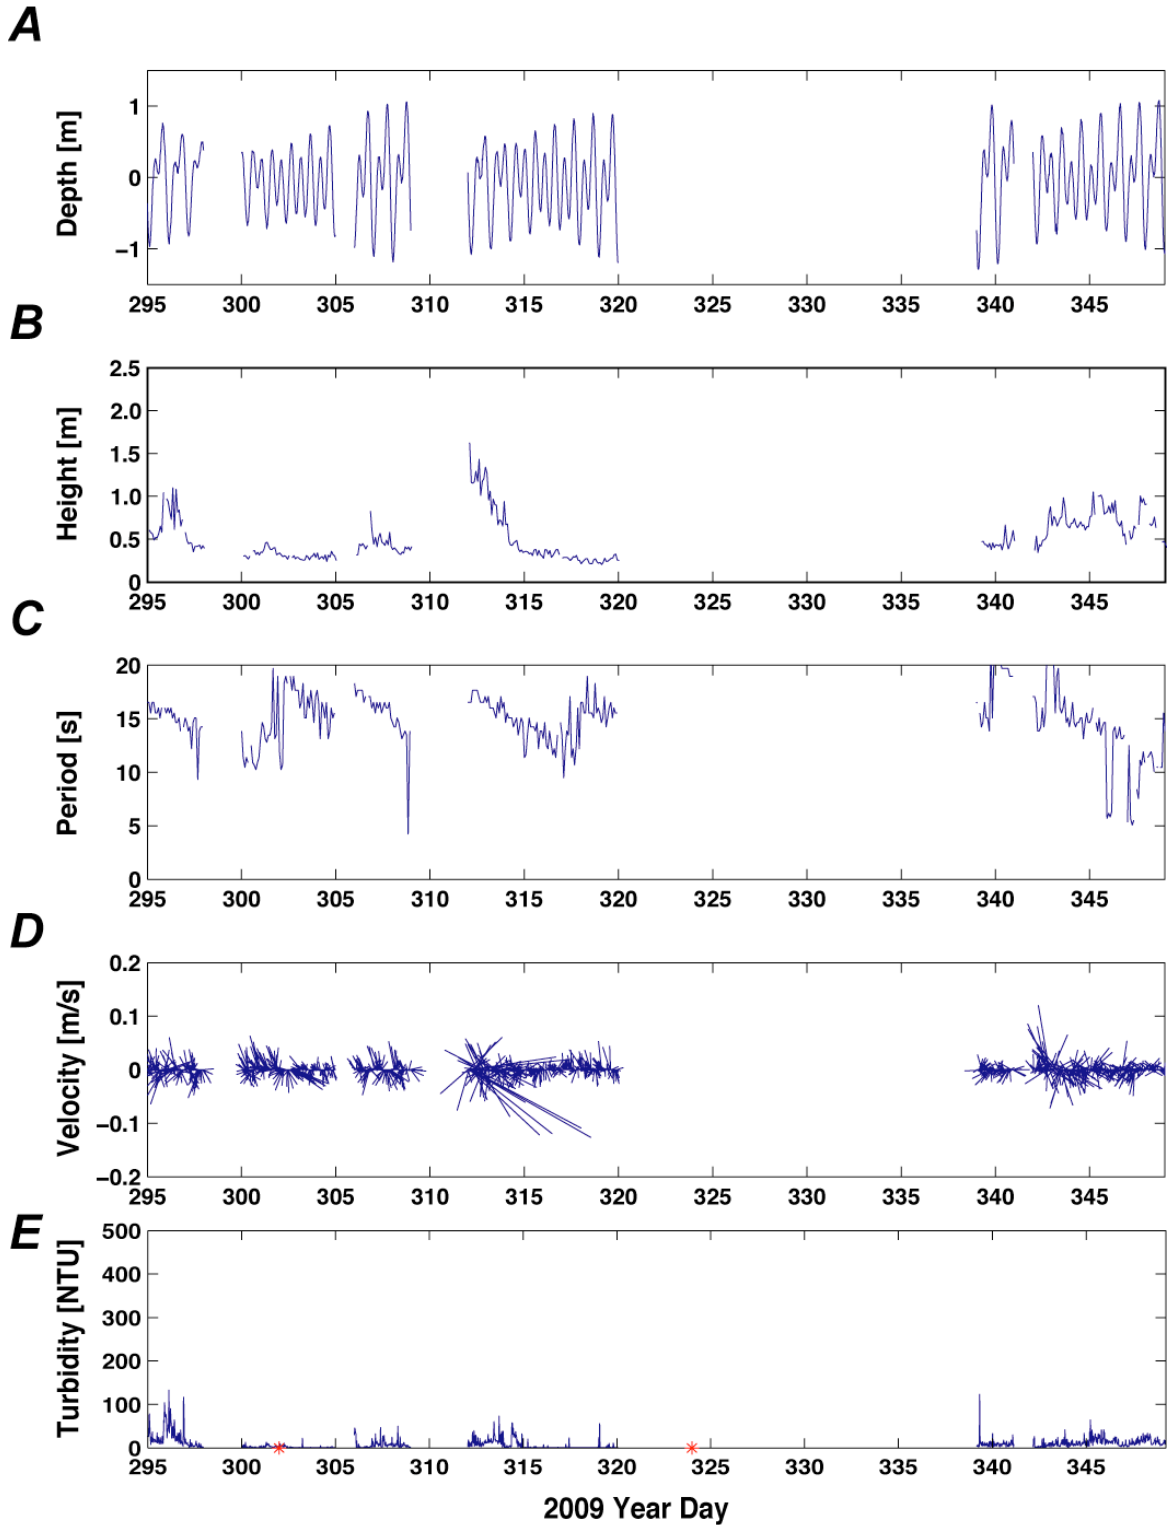 A
Depth [m]
1
0
−1
295 300 305 310 315 320 325 330 335 340 345
B
Height [m]
2.5
2.0
1.5
1.0
0.5
0
295 300 305 310 315 320 325 330 335 340 345
C
Period [s]
20
15
10
5
0
295 300 305 310 315 320 325 330 335 340 345
D
Velocity [m/s]
0.2
0.1
0
−0.1
−0.2
295 300 305 310 315 320 325 330 335 340 345
E
Turbidity [NTU]
500
400
300
200
100
0
295 300 305 310 315 320 325 330 335 340 345
2009 Year Day